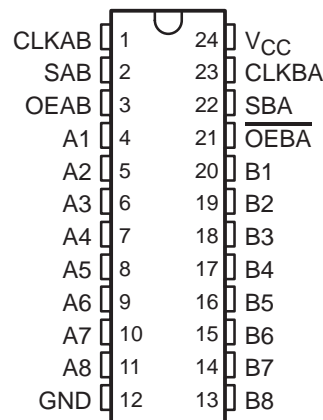 CLKAB 1 24 VCC
SAB 2 23 CLKBA
OEAB 3 22 SBA
A1 4 21 O̅E̅B̅A̅
A2 5 20 B1
A3 6 19 B2
A4 7 18 B3
A5 8 17 B4
A6 9 16 B5
A7 10 15 B6
A8 11 14 B7
GND 12 13 B8